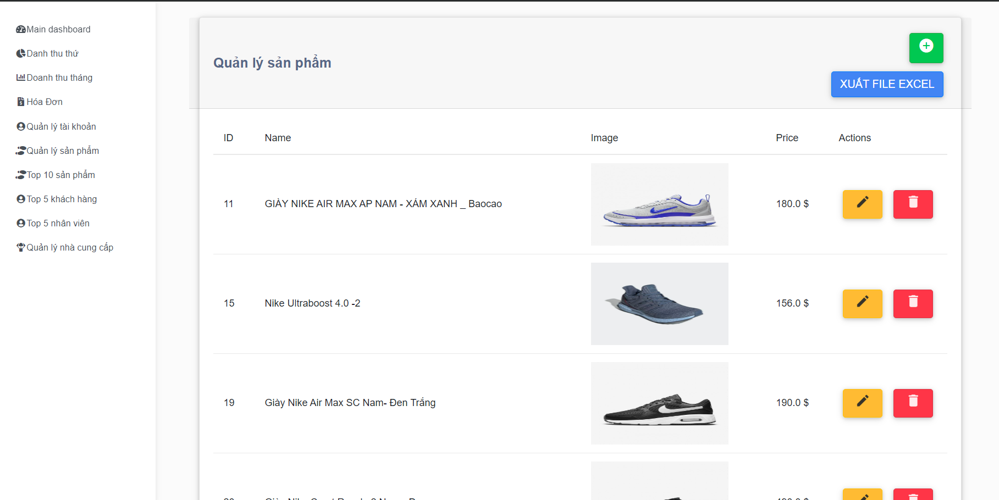 Main dashboard
Danh thu thứ
Doanh thu tháng
Hóa Đơn
Quản lý tài khoản
Quản lý sản phẩm
Top 10 sản phẩm
Top 5 khách hàng
Top 5 nhân viên
Quản lý nhà cung cấp
Quản lý sản phẩm
XUẤT FILE EXCEL
ID Name Image Price Actions
11 GIÀY NIKE AIR MAX AP NAM - XÁM XANH _ Baocao 180.0 $
15 Nike Ultraboost 4.0 -2 156.0 $
19 Giày Nike Air Max SC Nam- Đen Trắng 190.0 $